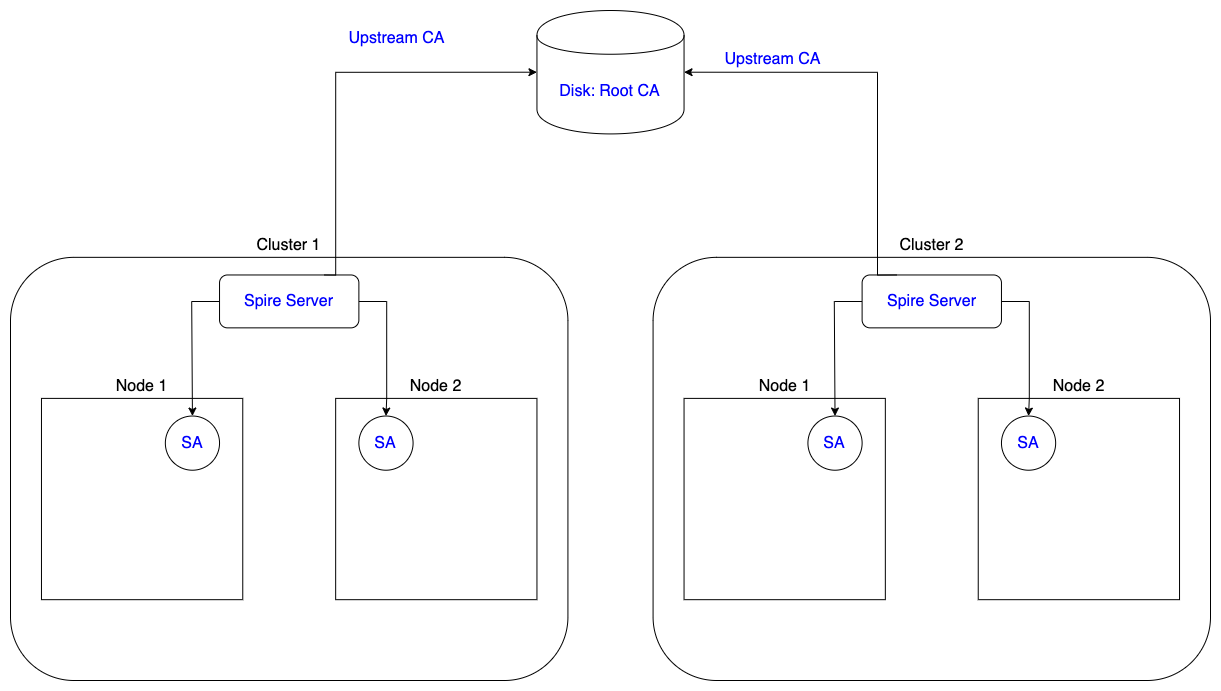 Upstream CA
Upstream CA
Disk: Root CA
Cluster 1
Cluster 2
Spire Server
Spire Server
Node 1
Node 2
Node 1
Node 2
SA
SA
SA
SA